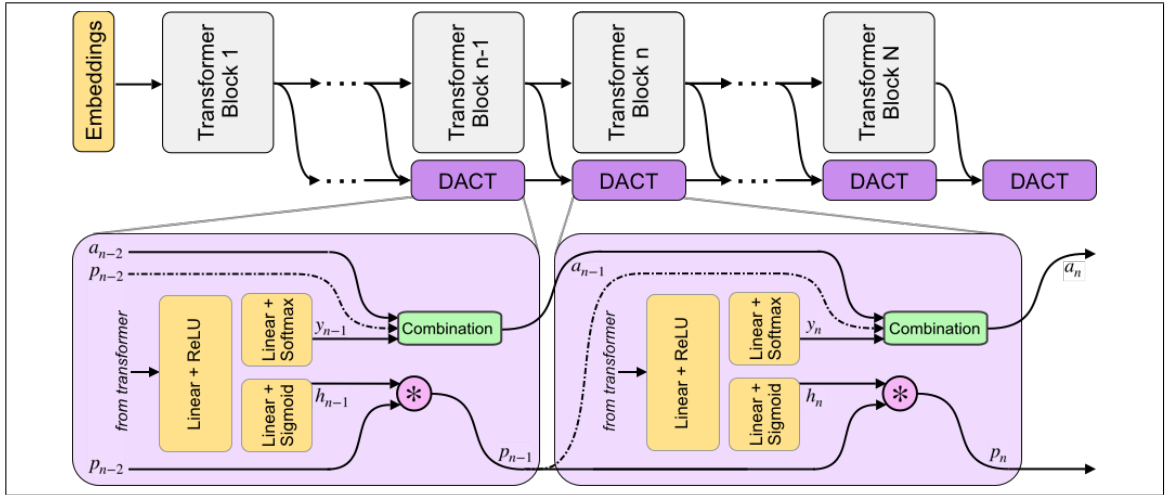 Embeddings
Transformer
Block 1
Transformer
Block n-1
Transformer
Block n
Transformer
Block N
DACT
DACT
DACT
DACT
a_{n-2}
p_{n-2}
from transformer
Linear + ReLU
Linear +
Softmax
y_{n-1}
Combination
Linear +
Sigmoid
h_{n-1}
*
p_{n-2}
p_{n-1}
a_{n-1}
from transformer
Linear + ReLU
Linear +
Softmax
y_n
Combination
Linear +
Sigmoid
h_n
*
a_n
p_n